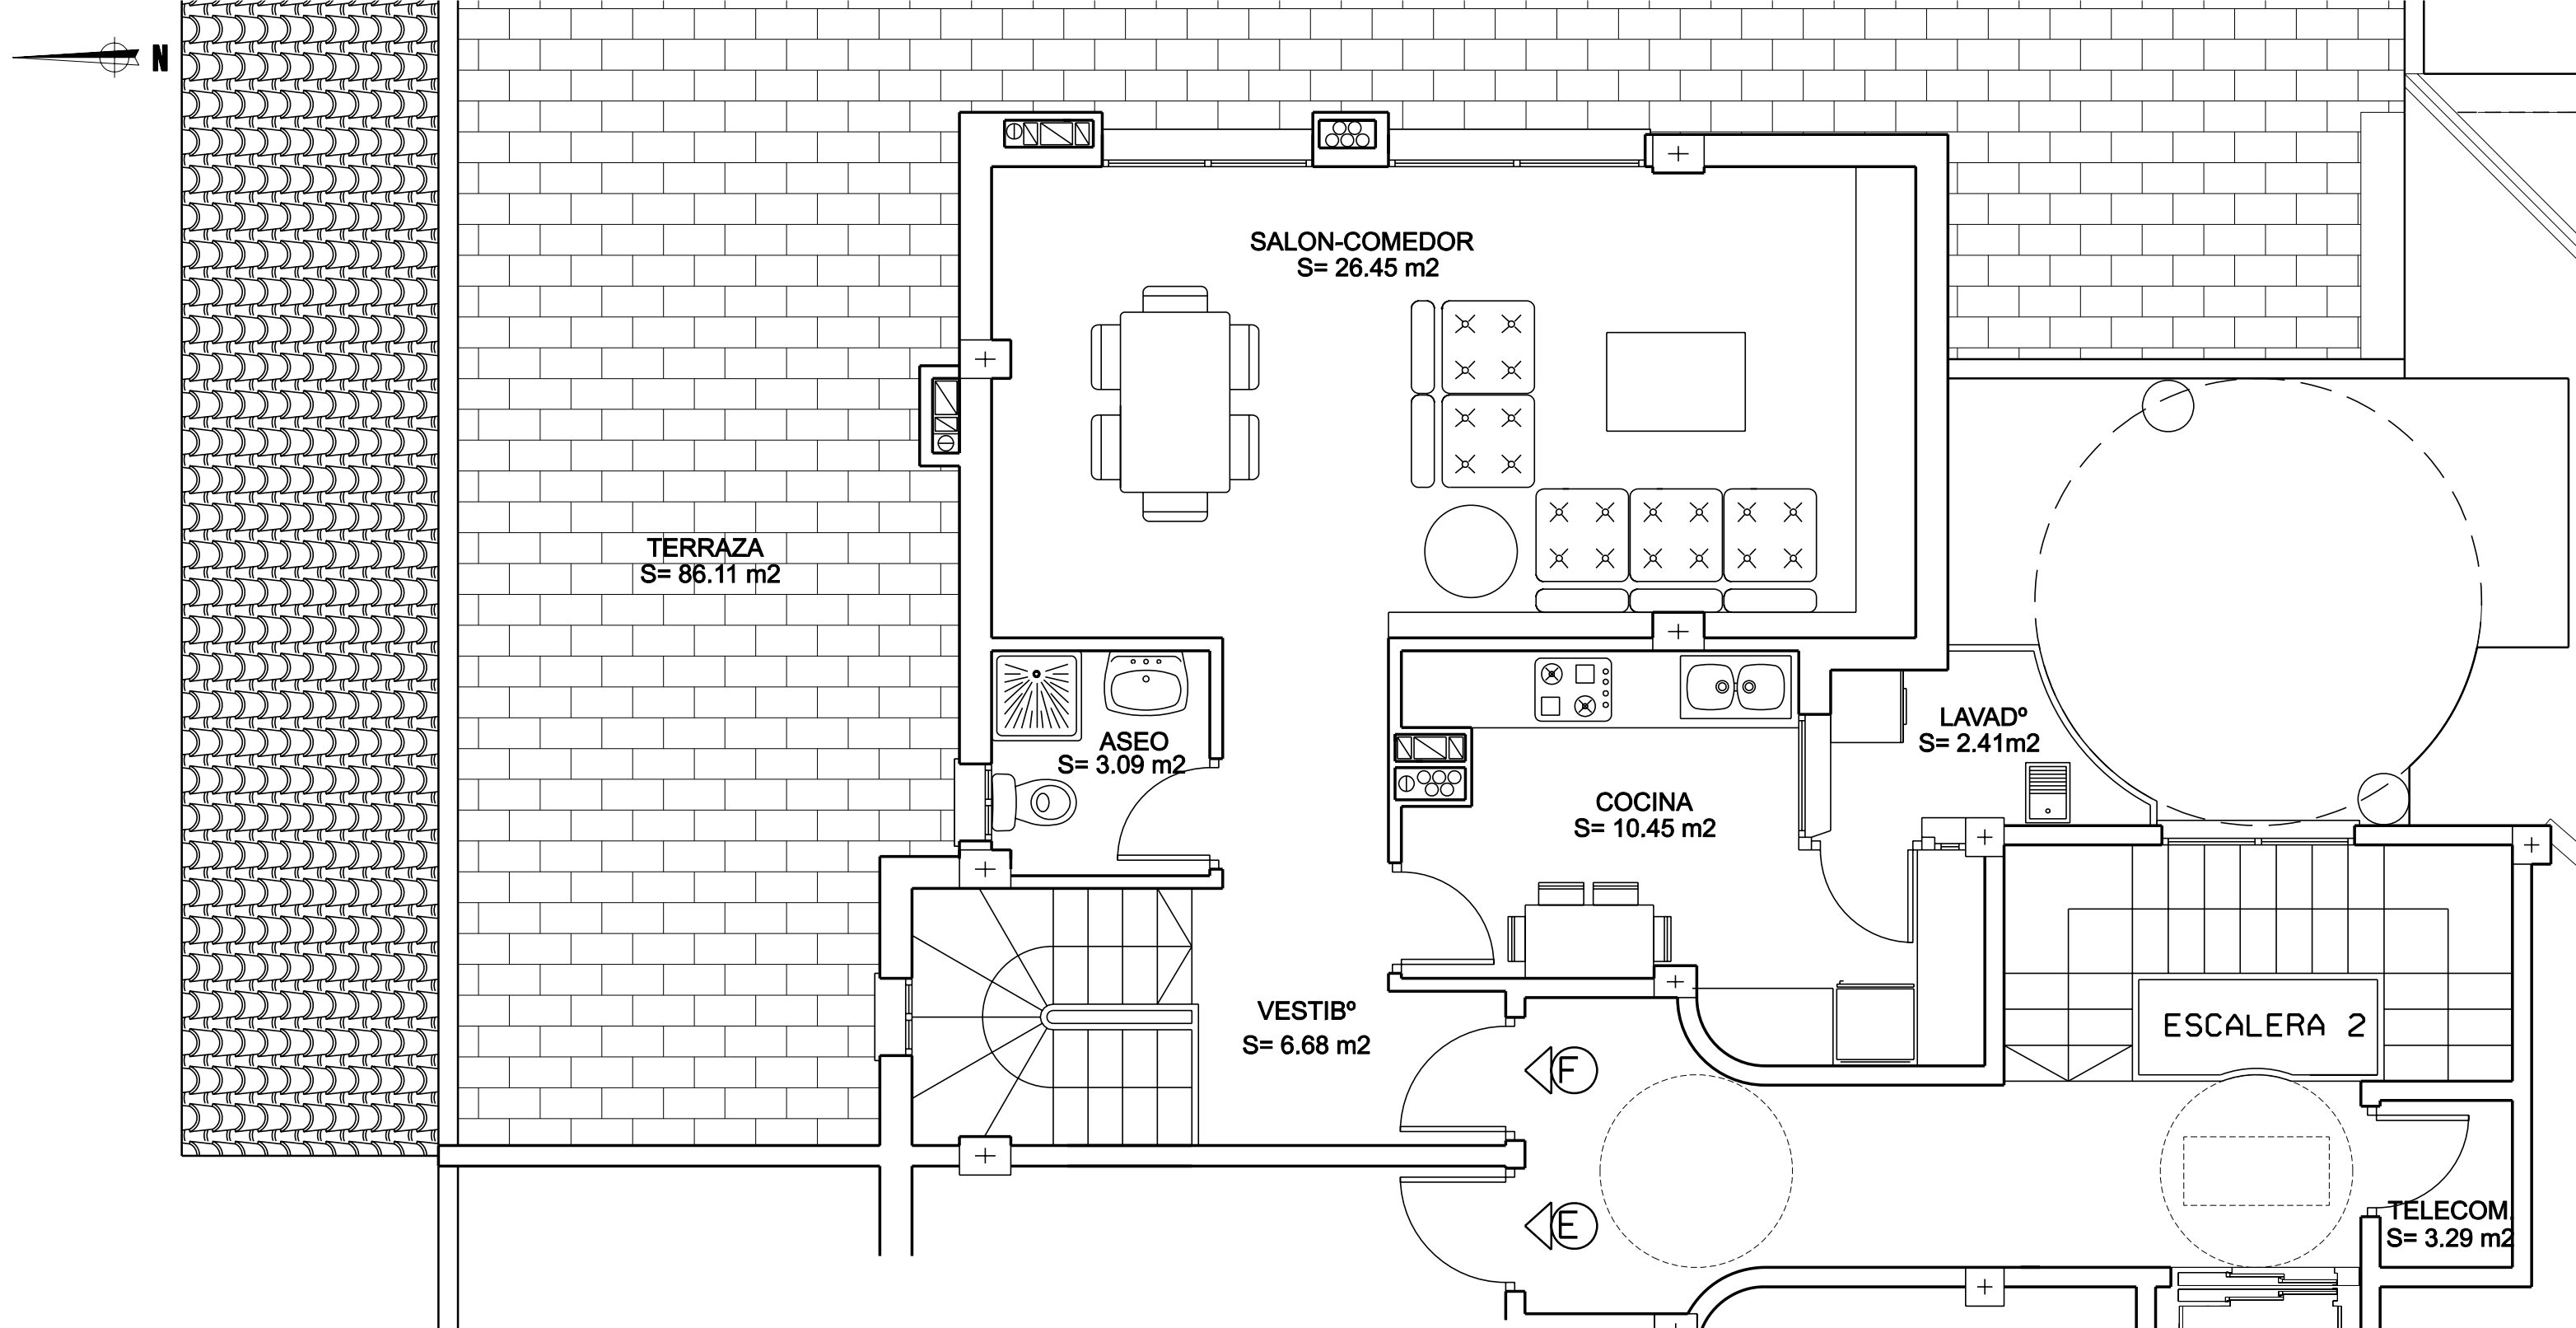 N
SALON-COMEDOR
S= 26.45 m2
TERRAZA
S= 86.11 m2
ASEO
S= 3.09 m2
LAVADº
S= 2.41m2
COCINA
S= 10.45 m2
VESTIBº
S= 6.68 m2
ESCALERA 2
F
E
TELECOM.
S= 3.29 m2